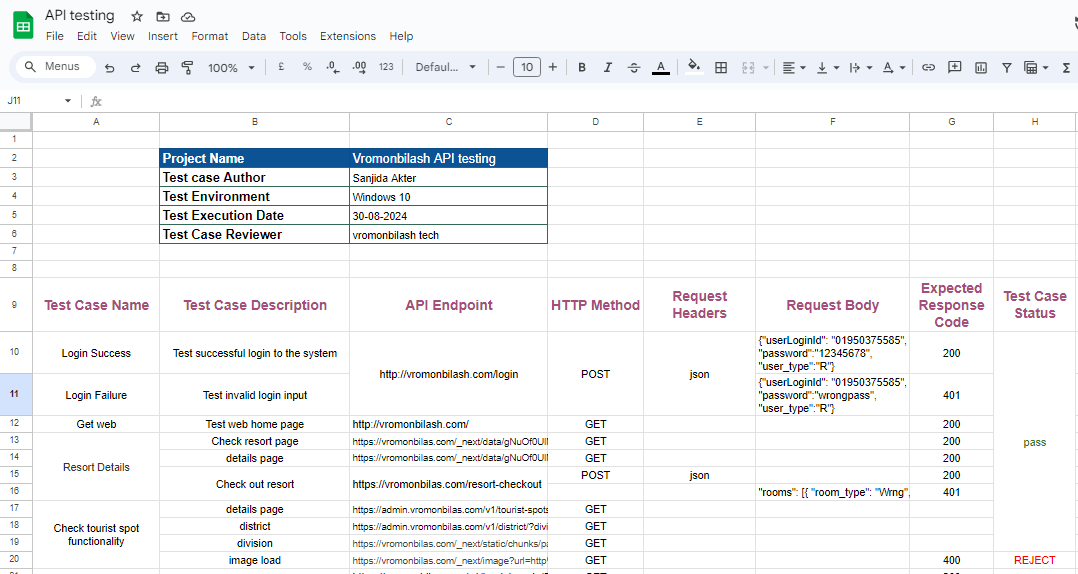 API testing
File Edit View Insert Format Data Tools Extensions Help
Menus 100% £ % .0 .00 123 Defaul... − 10 + B I A Σ
J11 fx
A B C D E F G H
1
2 Project Name Vromonbilash API testing
3 Test case Author Sanjida Akter
4 Test Environment Windows 10
5 Test Execution Date 30-08-2024
6 Test Case Reviewer vromonbilash tech
7
8
9 Test Case Name Test Case Description API Endpoint HTTP Method Request Headers Request Body Expected Response Code Test Case Status
10 Login Success Test successful login to the system http://vromonbilash.com/login POST json {"userLoginId": "01950375585", "password":"12345678", "user_type":"R"} 200
11 Login Failure Test invalid login input {"userLoginId": "01950375585", "password":"wrongpass", "user_type":"R"} 401
12 Get web Test web home page http://vromonbilash.com/ GET 200
13 Resort Details Check resort page https://vromonbilas.com/_next/data/gNuOf0UI GET 200 pass
14 details page https://vromonbilas.com/_next/data/gNuOf0UI GET 200
15 Check out resort https://vromonbilas.com/resort-checkout POST json 200
16 "rooms": [{ "room_type": "Wrng", 401
17 Check tourist spot functionality details page https://admin.vromonbilas.com/v1/tourist-spots GET
18 district https://admin.vromonbilas.com/v1/district/?divi GET
19 division https://vromonbilas.com/_next/static/chunks/pa GET
20 image load https://vromonbilas.com/_next/image?url=http GET 400 REJECT